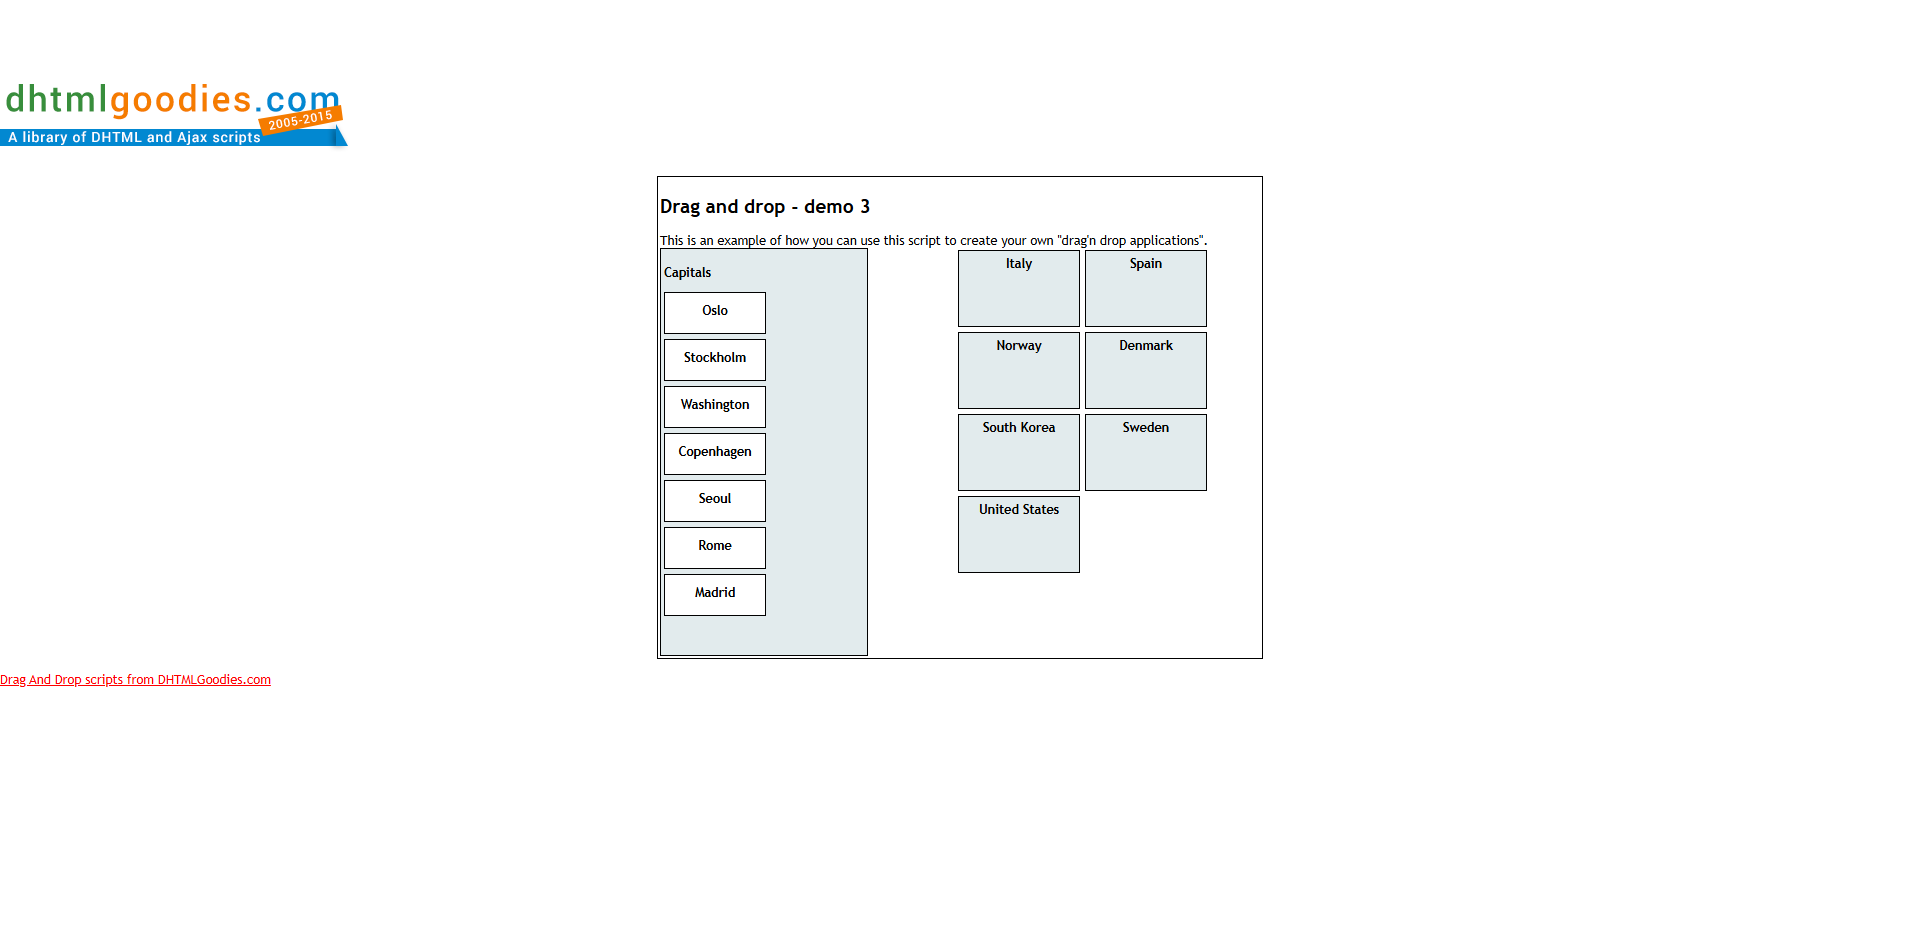 dhtmlgoodies.com
2005-2015
A library of DHTML and Ajax scripts
Drag and drop - demo 3
This is an example of how you can use this script to create your own "drag'n drop applications".
Capitals
Oslo
Stockholm
Washington
Copenhagen
Seoul
Rome
Madrid
Italy
Spain
Norway
Denmark
South Korea
Sweden
United States
Drag And Drop scripts from DHTMLGoodies.com